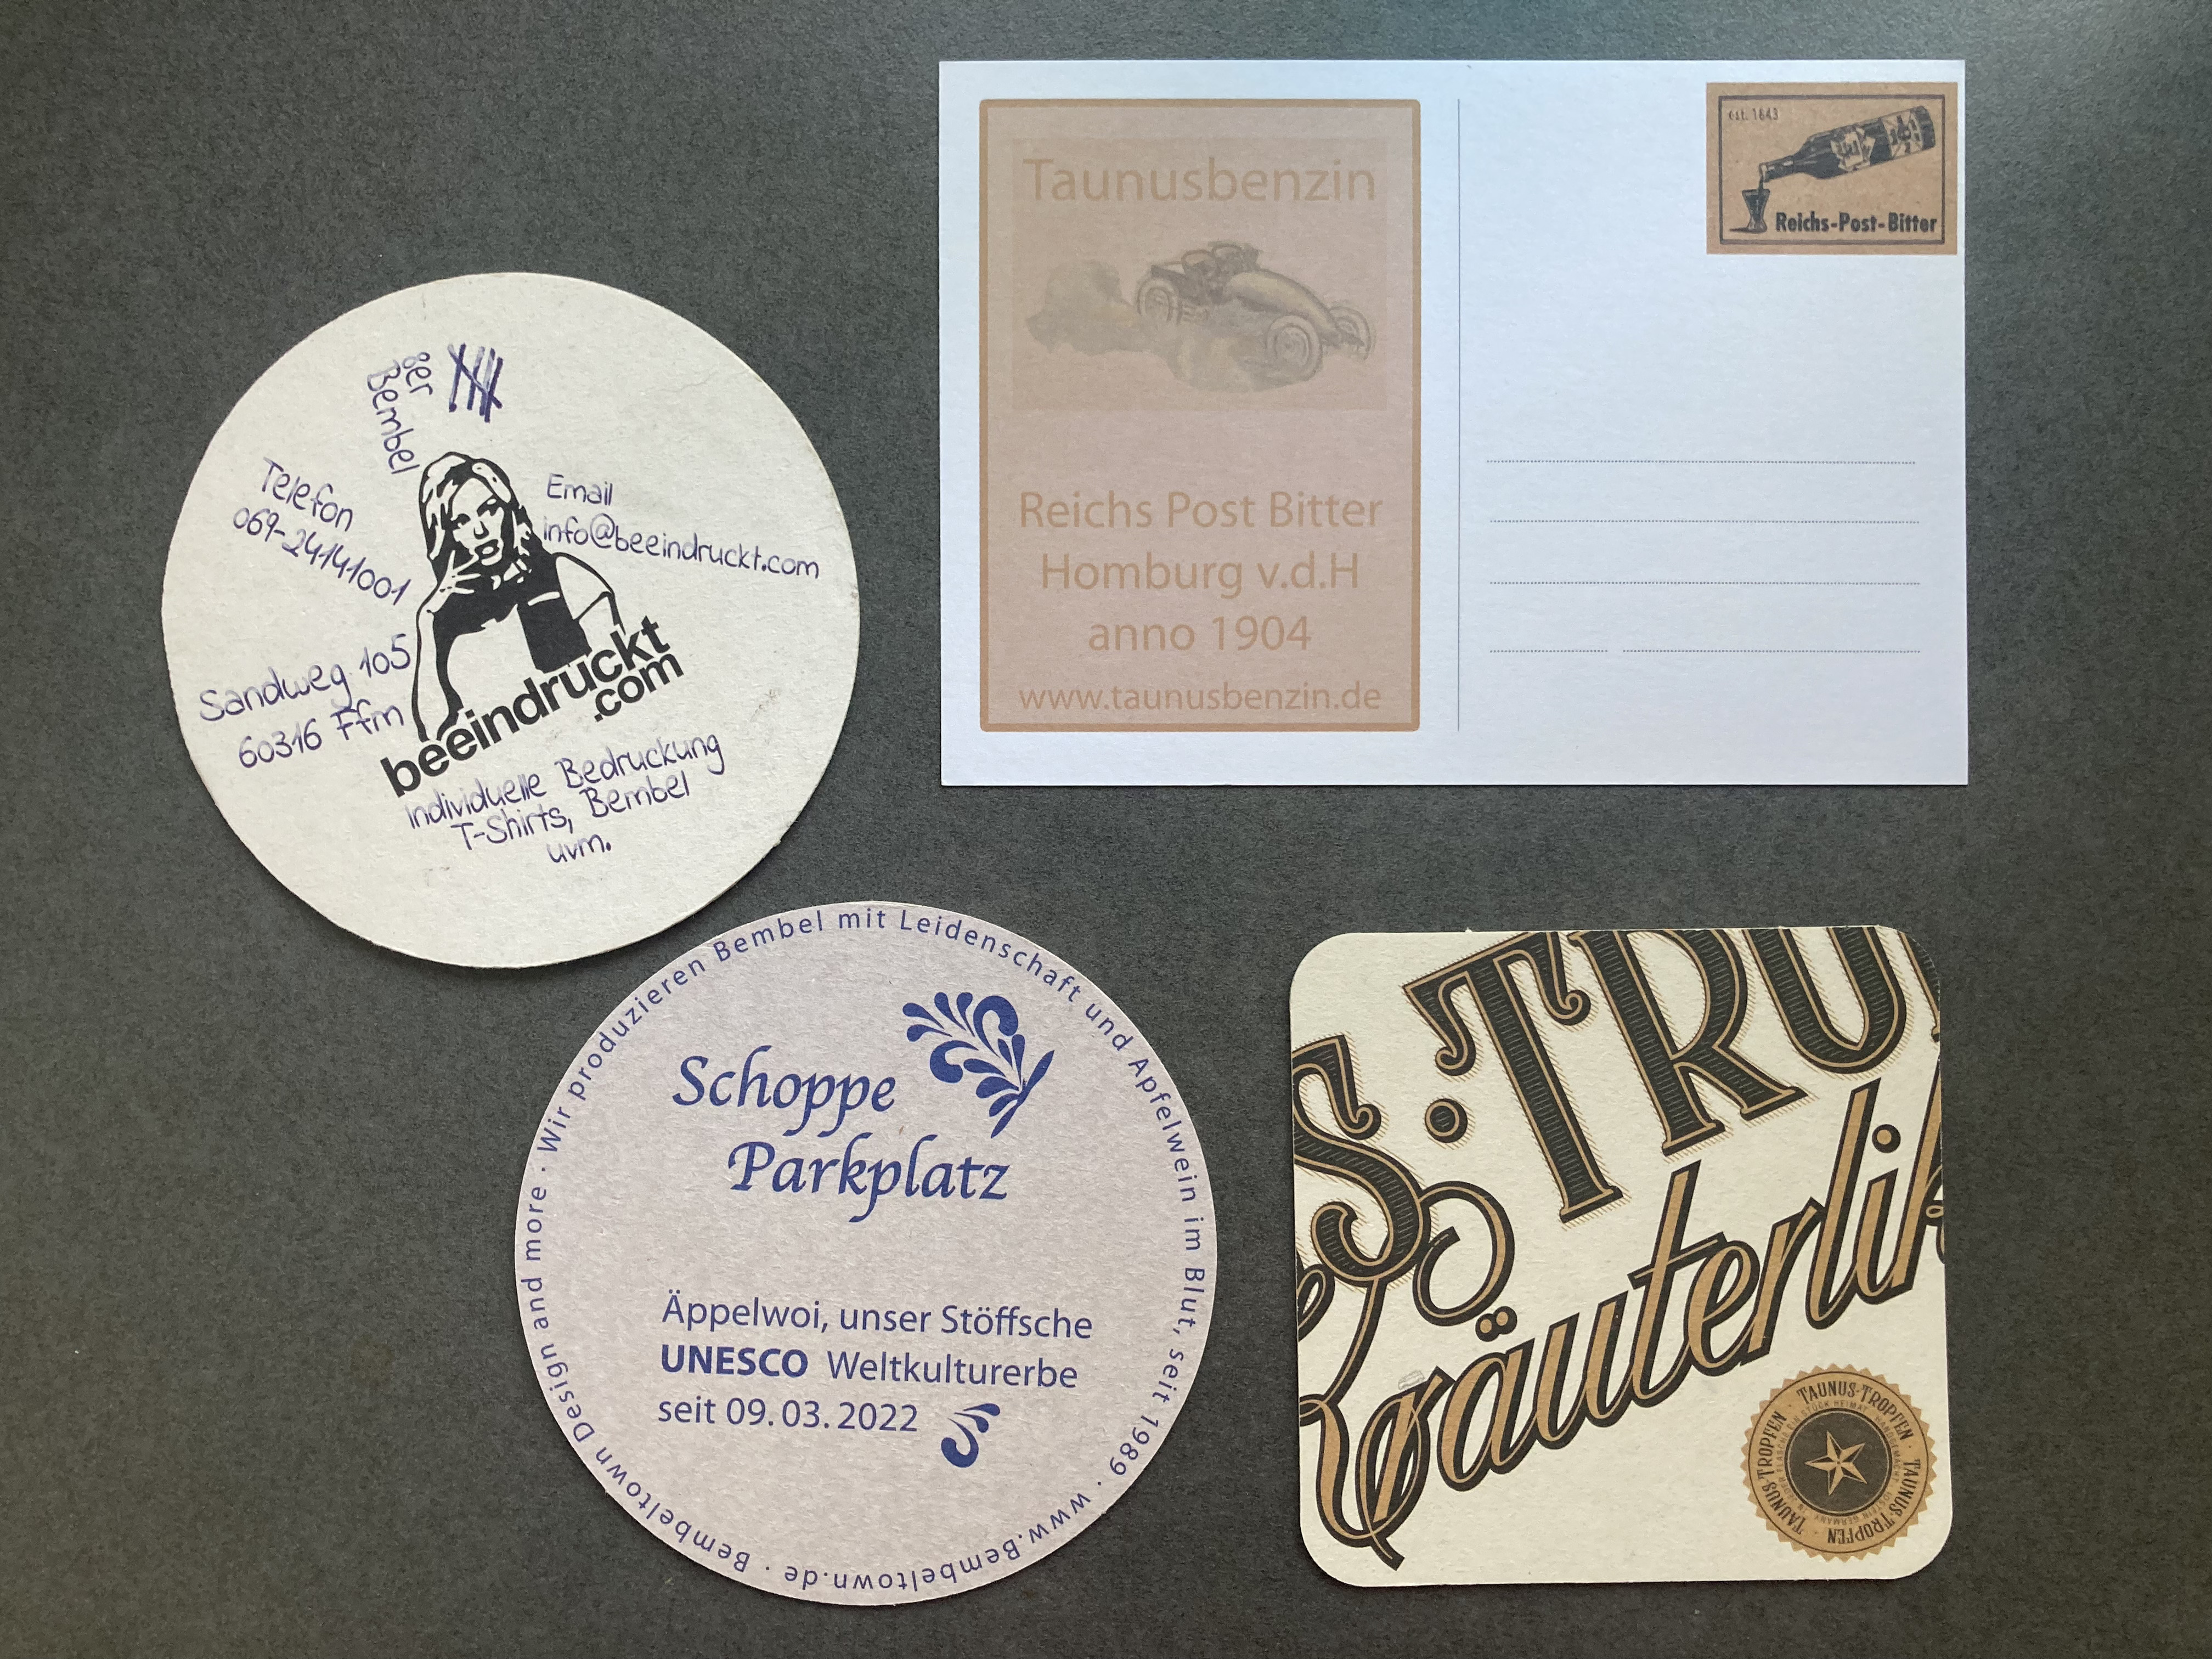 8er
Bembel
Telefon
069-24141001
Email
info@beeindruckt.com
Sandweg 105
60316 Ffm
beeindruckt
.com
Individuelle Bedruckung
T-Shirts, Bembel
uvm.
Taunusbenzin
Reichs Post Bitter
Homburg v.d.H
anno 1904
www.taunusbenzin.de
est. 1843
Reichs-Post-Bitter
Wir produzieren Bembel mit Leidenschaft und Apfelwein im Blut, seit 1989 · www.Bembeltown.de · Bembeltown Design and more ·
Schoppe
Parkplatz
Äppelwoi, unser Stöffsche
UNESCO Weltkulturerbe
seit 09.03.2022
S·TRO
Kräuterlik
TAUNUS·TROPFEN · TAUNUS·TROPFEN · TAUNUS·TROPFEN ·